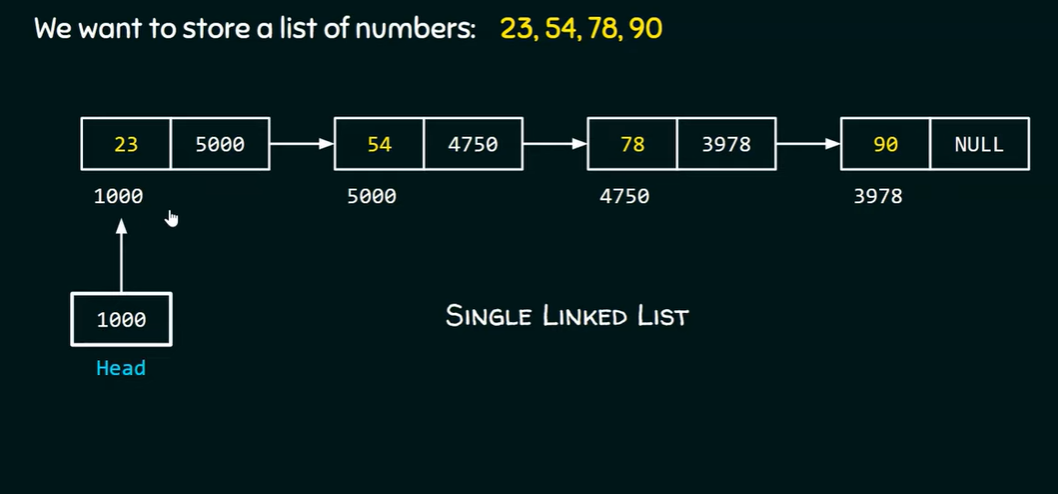 We want to store a list of numbers: 23, 54, 78, 90
23 5000 54 4750 78 3978 90 NULL
1000 5000 4750 3978
1000
Single Linked List
Head